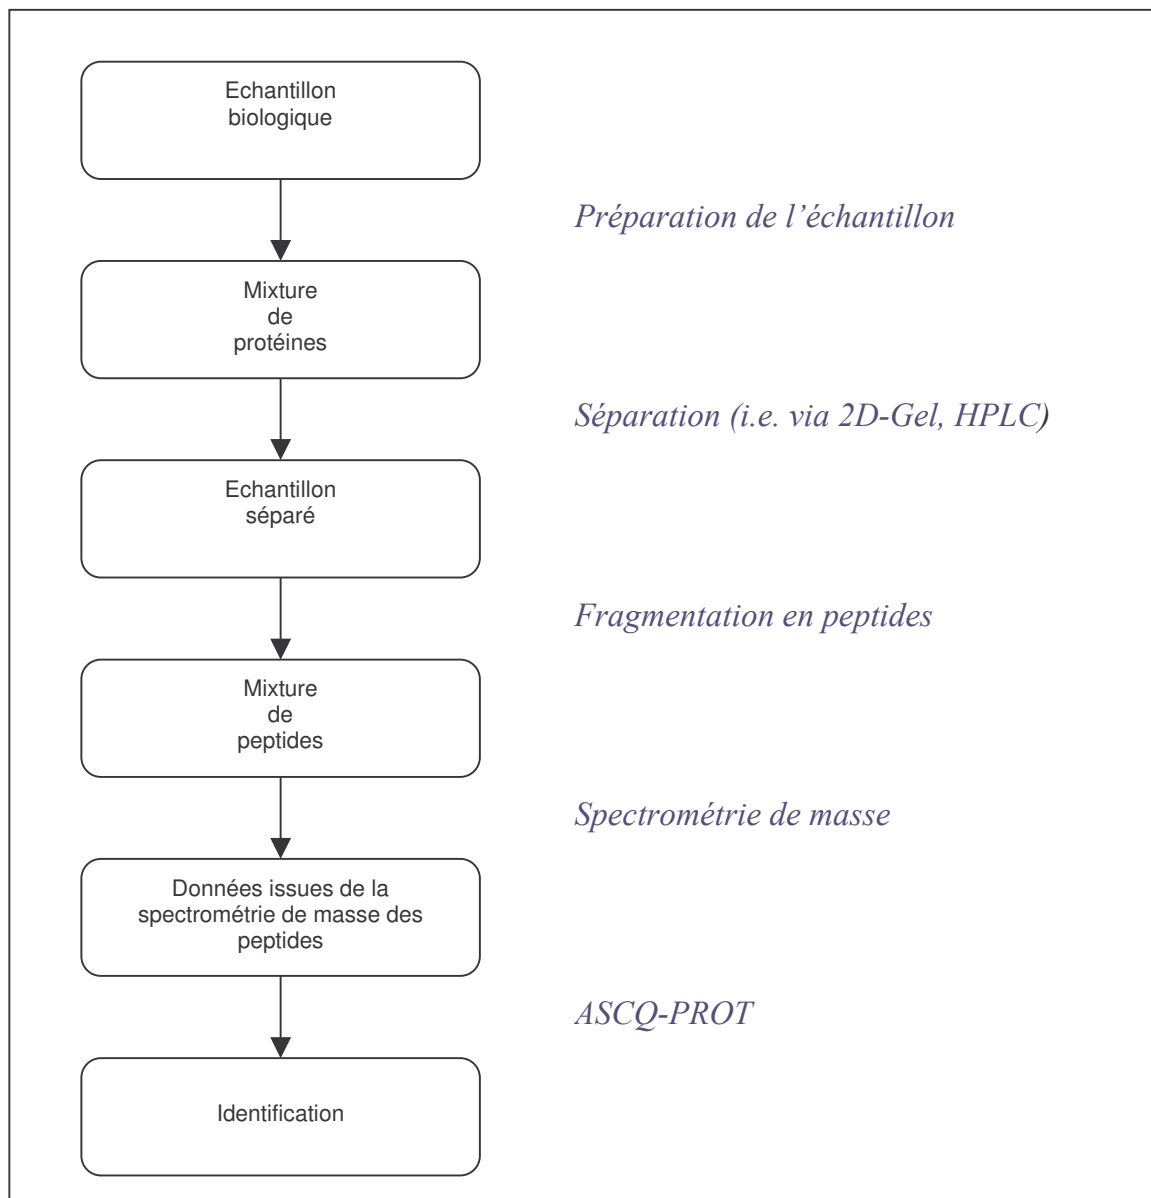 Echantillon
biologique
Préparation de l’échantillon
Mixture
de
protéines
Séparation (i.e. via 2D-Gel, HPLC)
Echantillon
séparé
Fragmentation en peptides
Mixture
de
peptides
Spectrométrie de masse
Données issues de la
spectrométrie de masse des
peptides
ASCQ-PROT
Identification